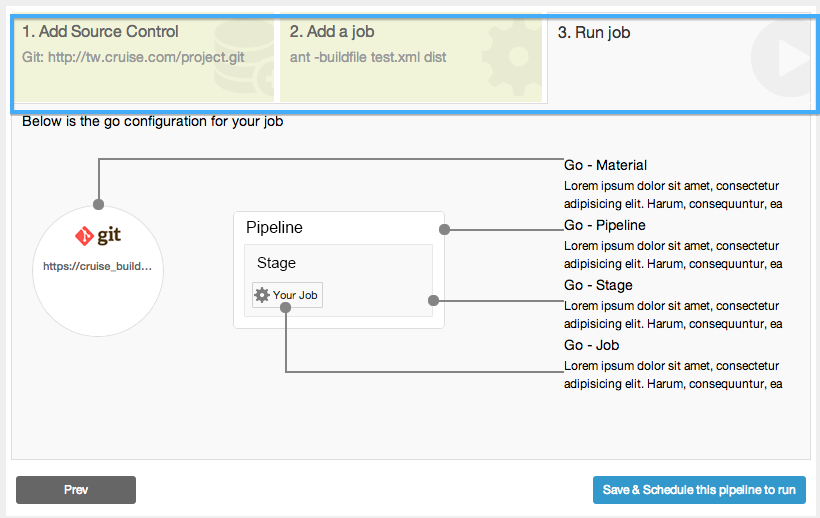 1. Add Source Control
Git: http://tw.cruise.com/project.git
2. Add a job
ant -buildfile test.xml dist
3. Run job
Below is the go configuration for your job
git
https://cruise_build...
Pipeline
Stage
Your Job
Go - Material
Lorem ipsum dolor sit amet, consectetur
adipisicing elit. Harum, consequuntur, ea
Go - Pipeline
Lorem ipsum dolor sit amet, consectetur
adipisicing elit. Harum, consequuntur, ea
Go - Stage
Lorem ipsum dolor sit amet, consectetur
adipisicing elit. Harum, consequuntur, ea
Go - Job
Lorem ipsum dolor sit amet, consectetur
adipisicing elit. Harum, consequuntur, ea
Prev
Save & Schedule this pipeline to run